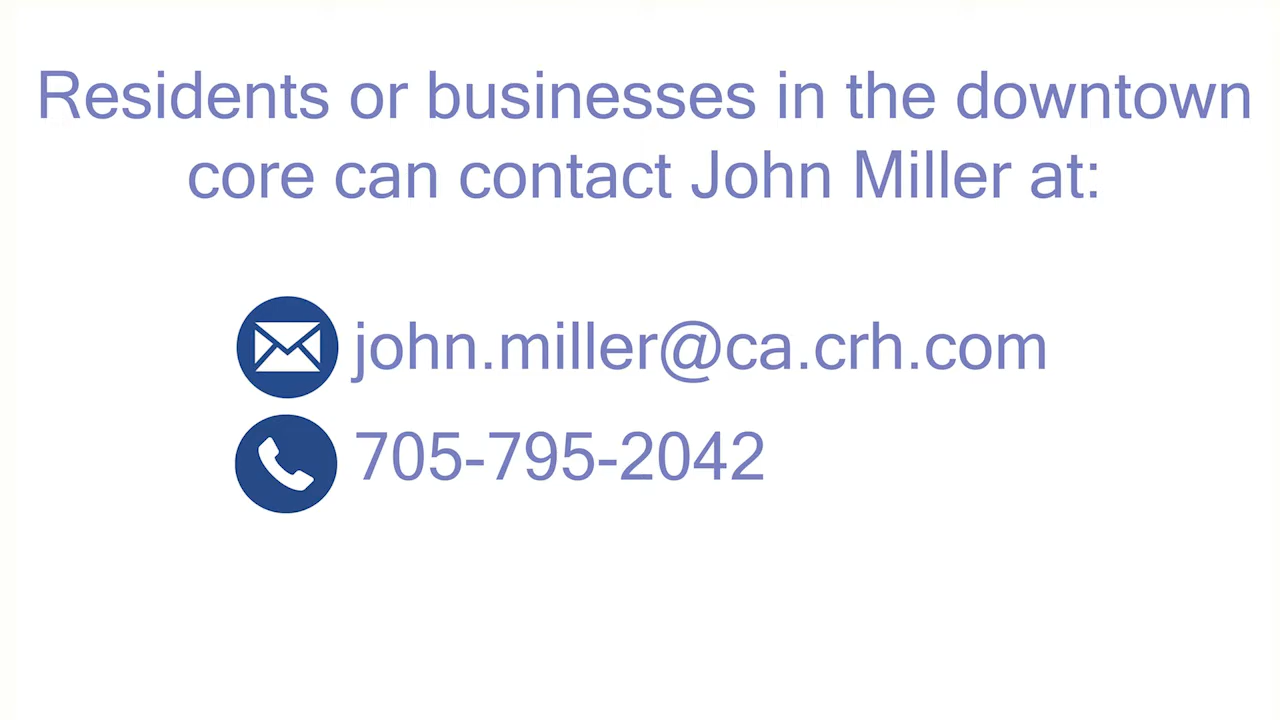 Residents or businesses in the downtown
core can contact John Miller at:
john.miller@ca.crh.com
705-795-2042